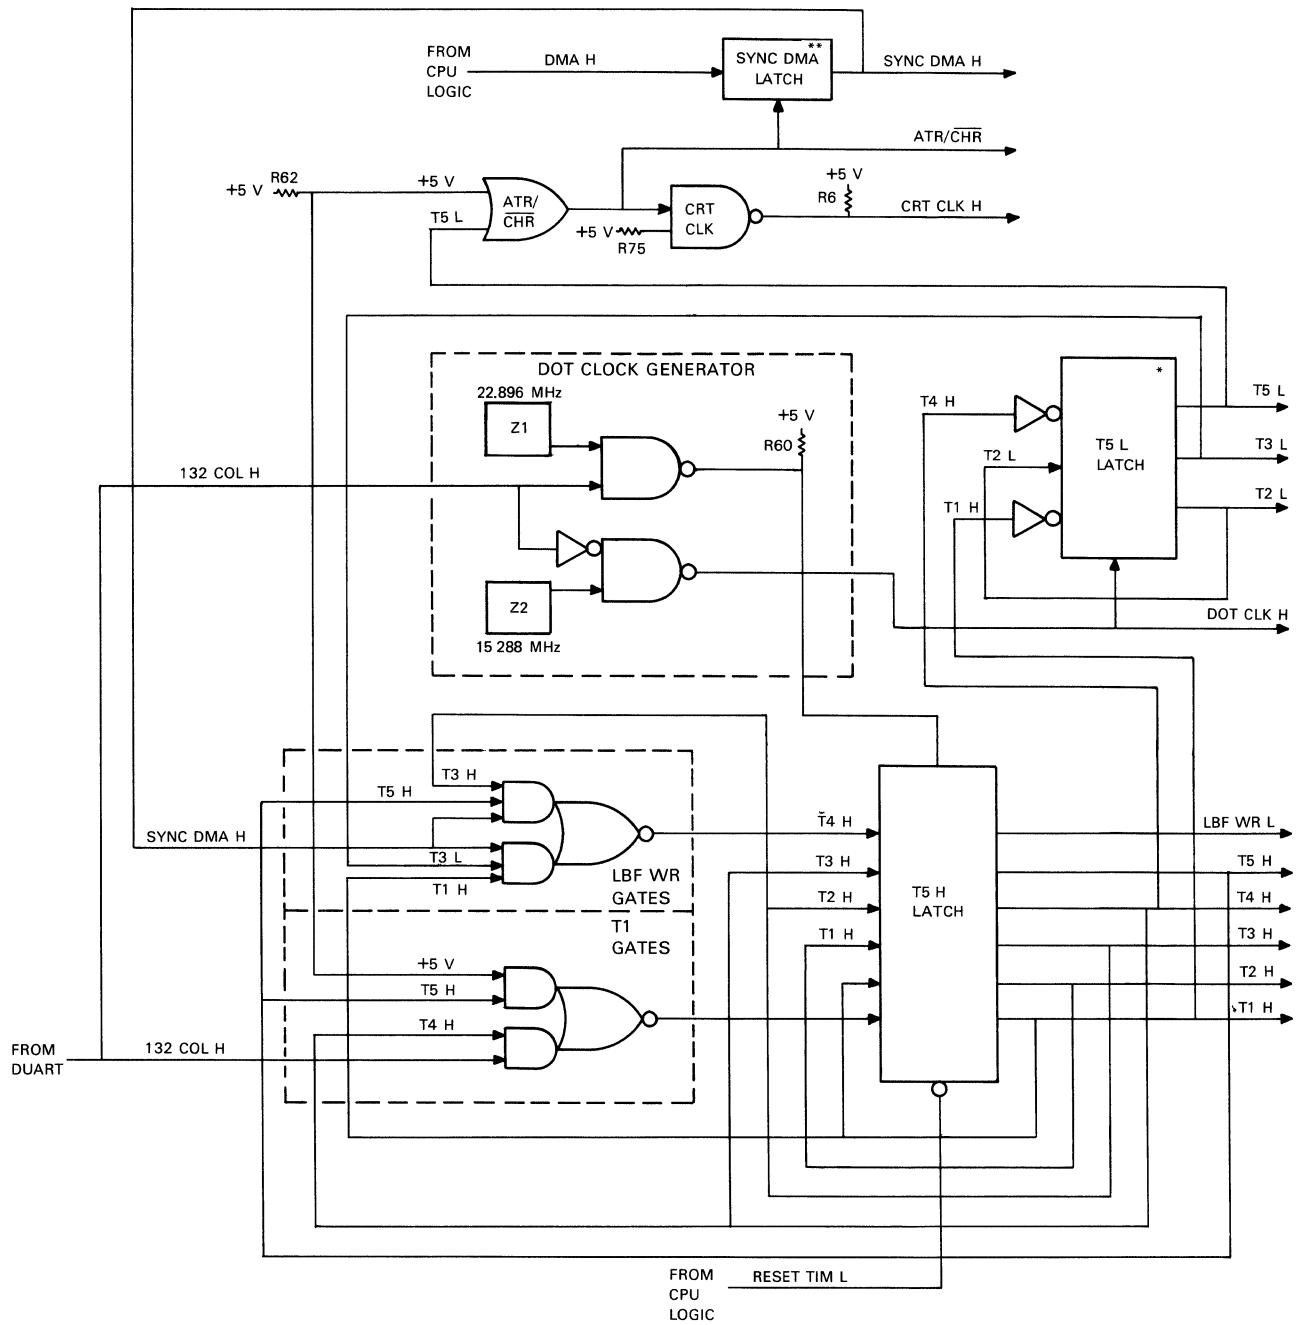 FROM
CPU
LOGIC
DMA H
**
SYNC DMA
LATCH
SYNC DMA H
ATR/CHR
+5 V
R62
+5 V
T5 L
ATR/
CHR
+5 V
R75
CRT
CLK
+5 V
R6
CRT CLK H
DOT CLOCK GENERATOR
22.896 MHz
Z1
+5 V
R60
132 COL H
Z2
15 288 MHz
T4 H
T2 L
T1 H
*
T5 L
LATCH
T5 L
T3 L
T2 L
DOT CLK H
T3 H
T5 H
SYNC DMA H
T3 L
T1 H
LBF WR
GATES
T1
GATES
+5 V
T5 H
T4 H
FROM
DUART
132 COL H
T4 H
T3 H
T2 H
T1 H
T5 H
LATCH
LBF WR L
T5 H
T4 H
T3 H
T2 H
T1 H
FROM
CPU
LOGIC
RESET TIM L